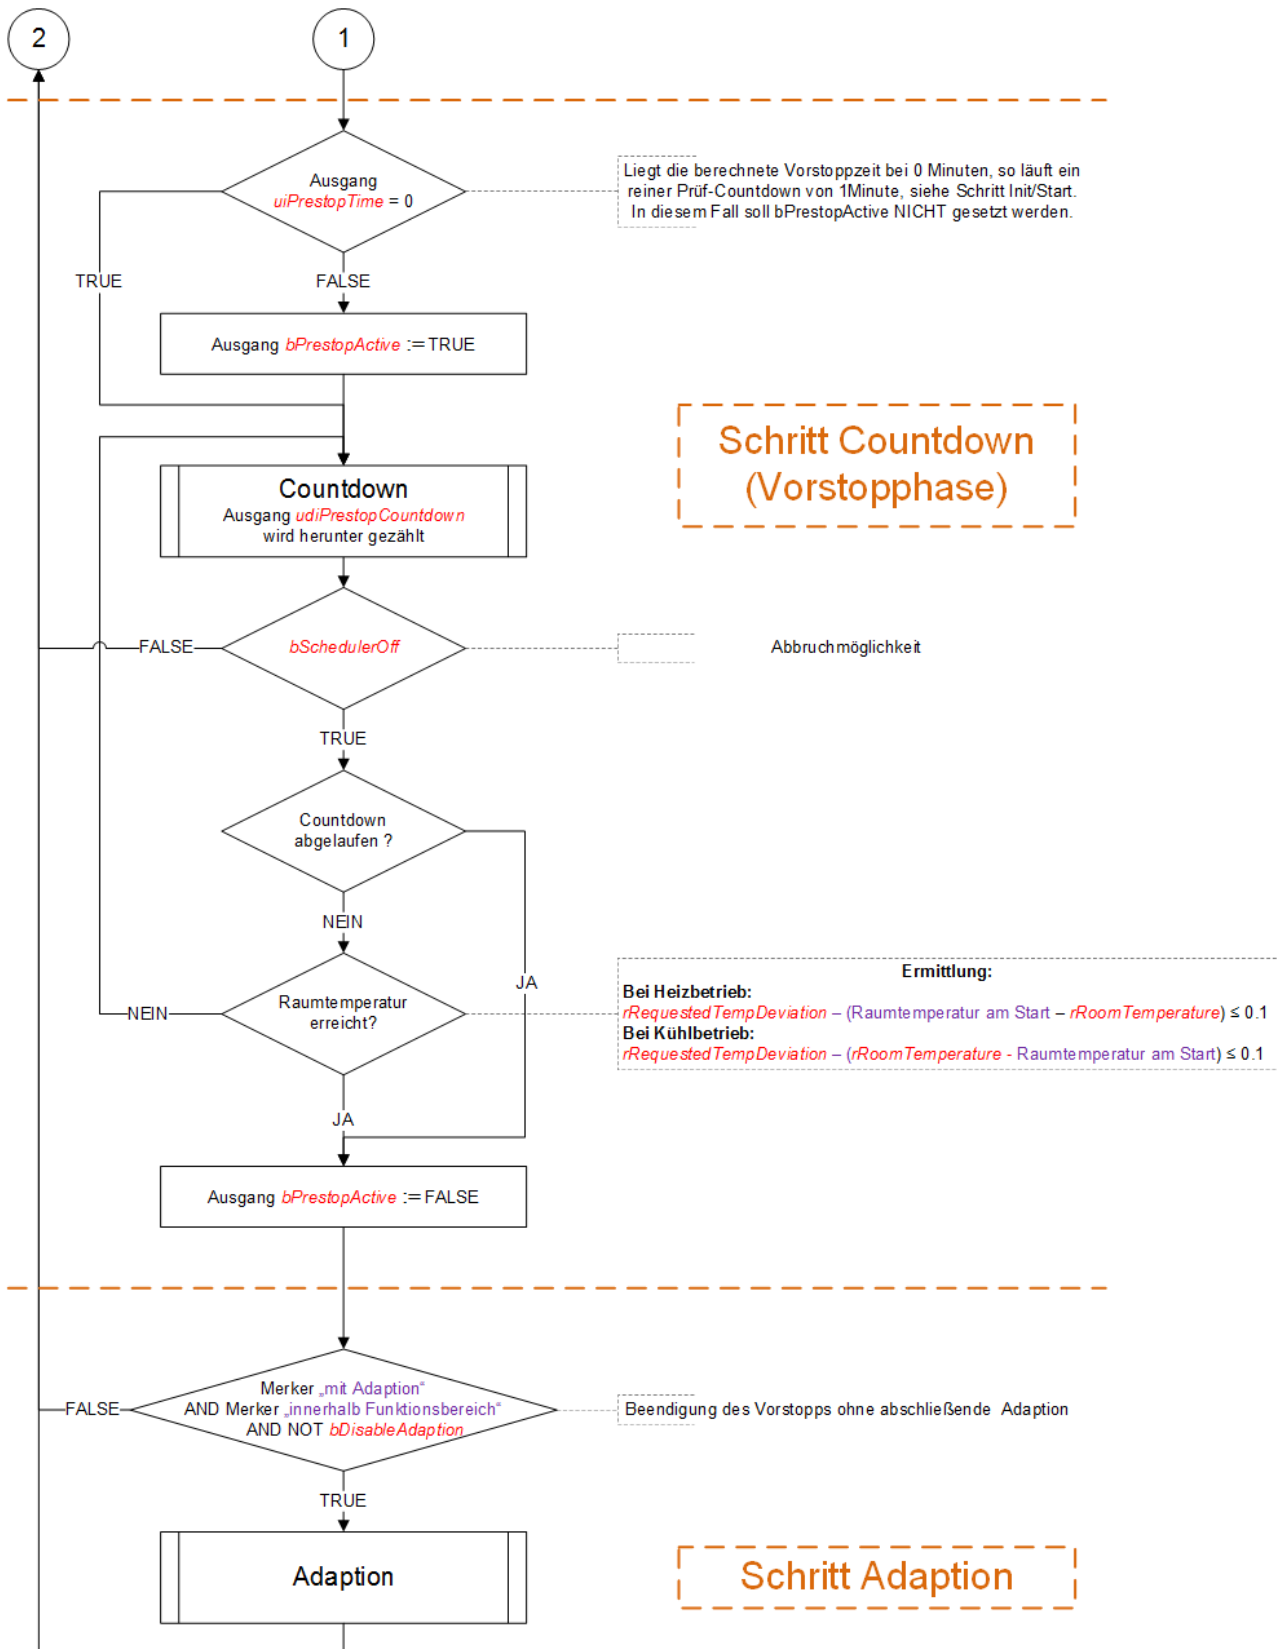 2
1
Ausgang
uiPrestopTime = 0
Liegt die berechnete Vorstoppzeit bei 0 Minuten, so läuft ein
reiner Prüf-Countdown von 1Minute, siehe Schritt Init/Start.
In diesem Fall soll bPrestopActive NICHT gesetzt werden.
TRUE
FALSE
Ausgang bPrestopActive := TRUE
Schritt Countdown
(Vorstopphase)
Countdown
Ausgang udiPrestopCountdown
wird herunter gezählt
FALSE
bSchedulerOff
Abbruchmöglichkeit
TRUE
Countdown
abgelaufen ?
NEIN
JA
Raumtemperatur
erreicht?
NEIN
Ermittlung:
Bei Heizbetrieb:
rRequestedTempDeviation – (Raumtemperatur am Start – rRoomTemperature) ≤ 0.1
Bei Kühlbetrieb:
rRequestedTempDeviation – (rRoomTemperature - Raumtemperatur am Start) ≤ 0.1
JA
Ausgang bPrestopActive := FALSE
Merker „mit Adaption“
AND Merker „innerhalb Funktionsbereich“
AND NOT bDisableAdaption
FALSE
Beendigung des Vorstopps ohne abschließende Adaption
TRUE
Adaption
Schritt Adaption